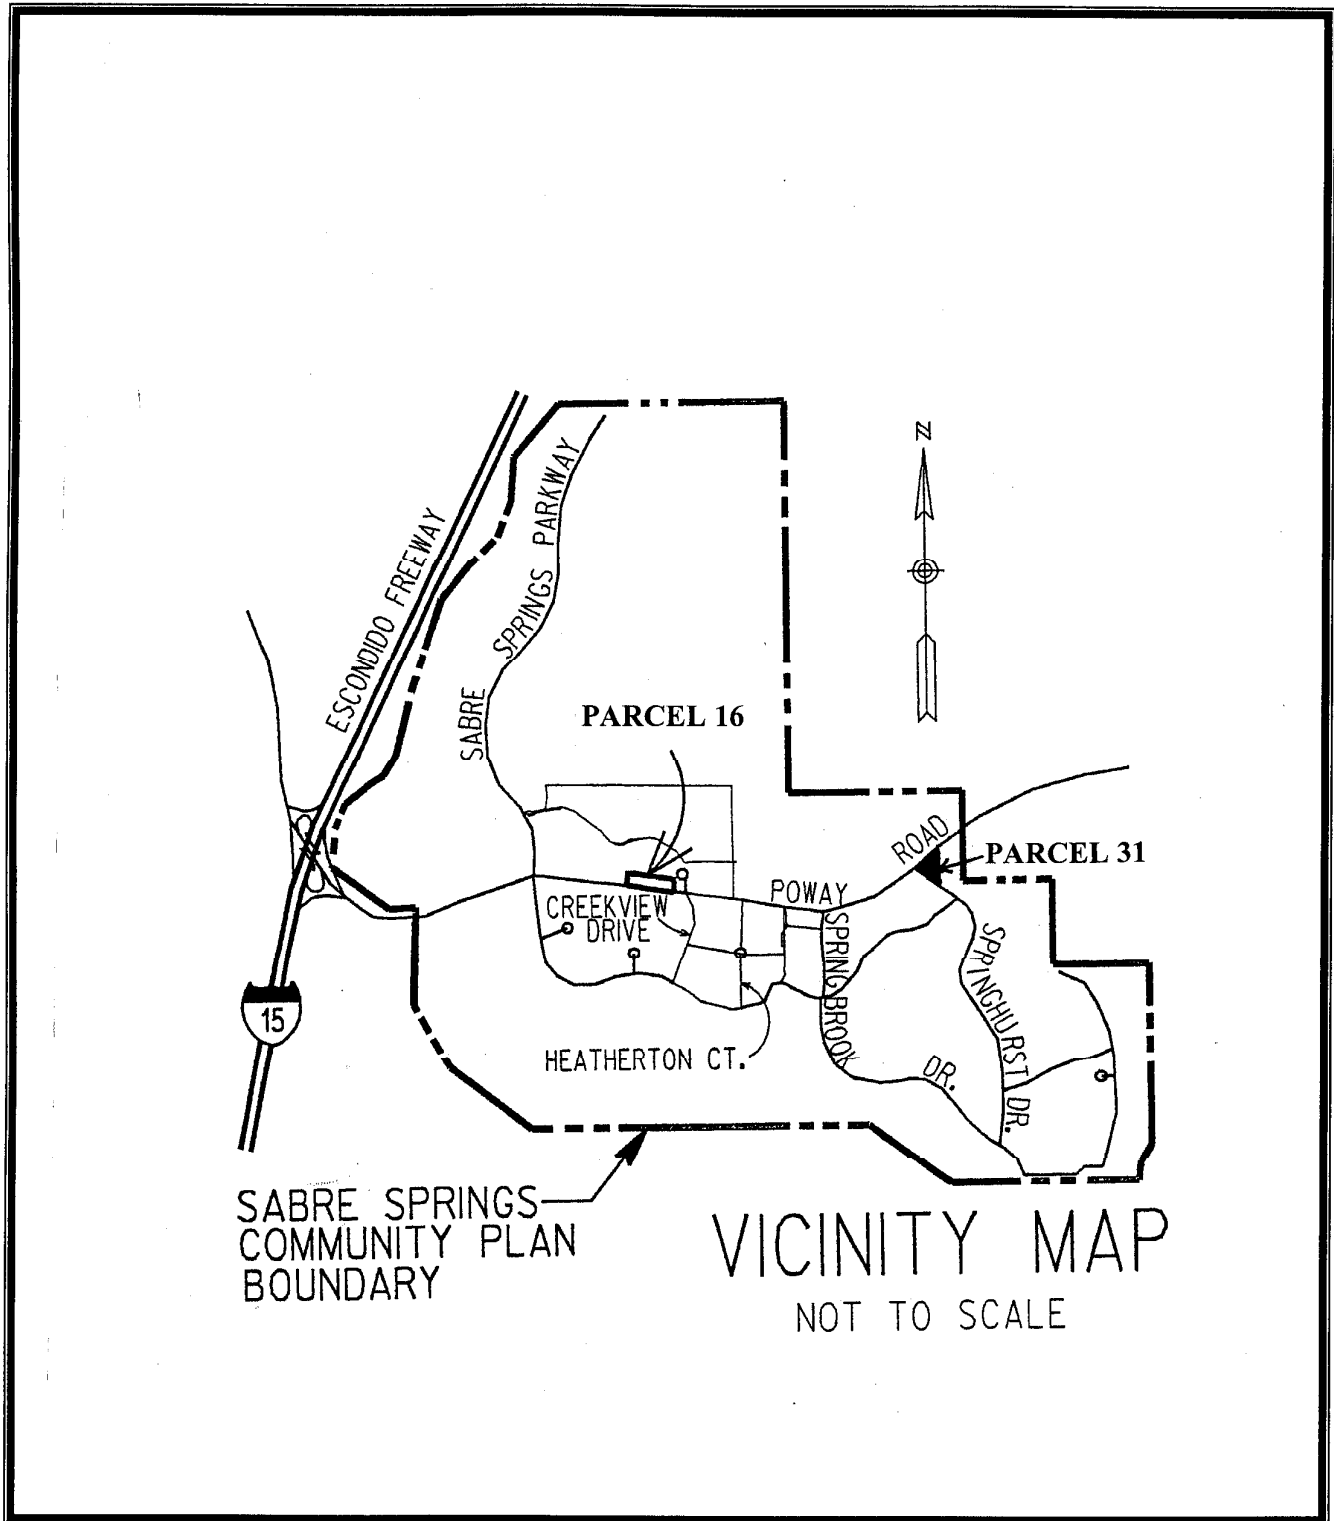 N
ESCONDIDO FREEWAY
SABRE SPRINGS PARKWAY
PARCEL 16
POWAY ROAD
PARCEL 31
CREEKVIEW
DRIVE
SPRINGBROOK DR.
SPRINGHURST DR.
15
HEATHERTON CT.
SABRE SPRINGS
COMMUNITY PLAN
BOUNDARY
VICINITY MAP
NOT TO SCALE